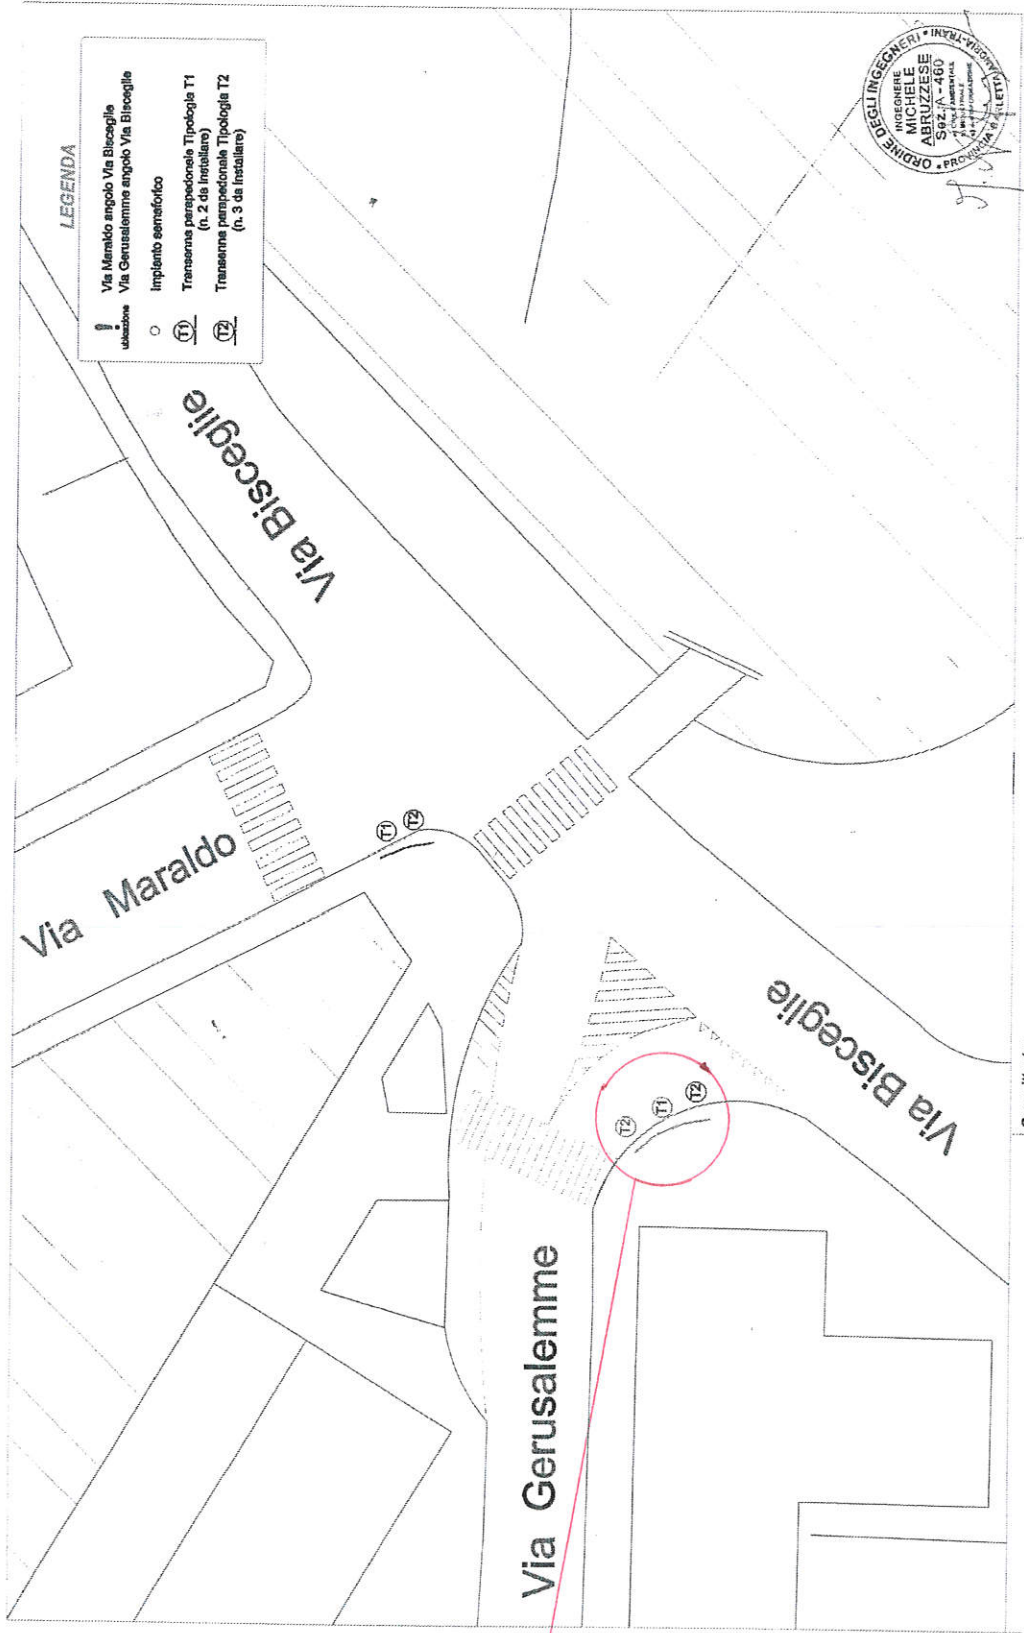 LEGENDA
ubicazione
Via Maraldo angolo Via Bisceglie
Via Gerusalemme angolo Via Bisceglie
Impianto semaforico
T1
Transenna parapedonale Tipologia T1
(n. 2 da installare)
T2
Transenna parapedonale Tipologia T2
(n. 3 da installare)
Via Bisceglie
Via Maraldo
T1
T2
Via Bisceglie
T2
T1
T2
Via Gerusalemme
ORDINE DEGLI INGEGNERI
INGEGNERE
MICHELE
ABRUZZESE
Sez. A - 460